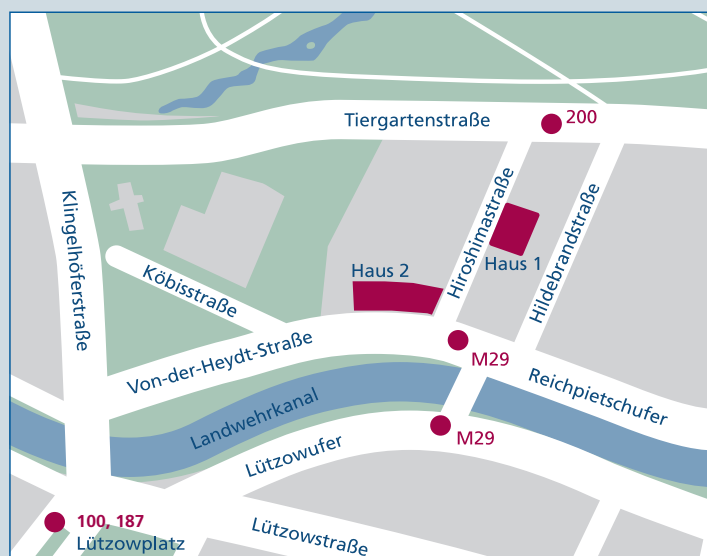 Tiergartenstraße
200
Klingelhöferstraße
Hiroshimastraße
Hildebrandstraße
Haus 1
Haus 2
Köbisstraße
Von-der-Heydt-Straße
M29
Reichpietschufer
Landwehrkanal
Lützowufer
M29
100, 187
Lützowplatz
Lützowstraße